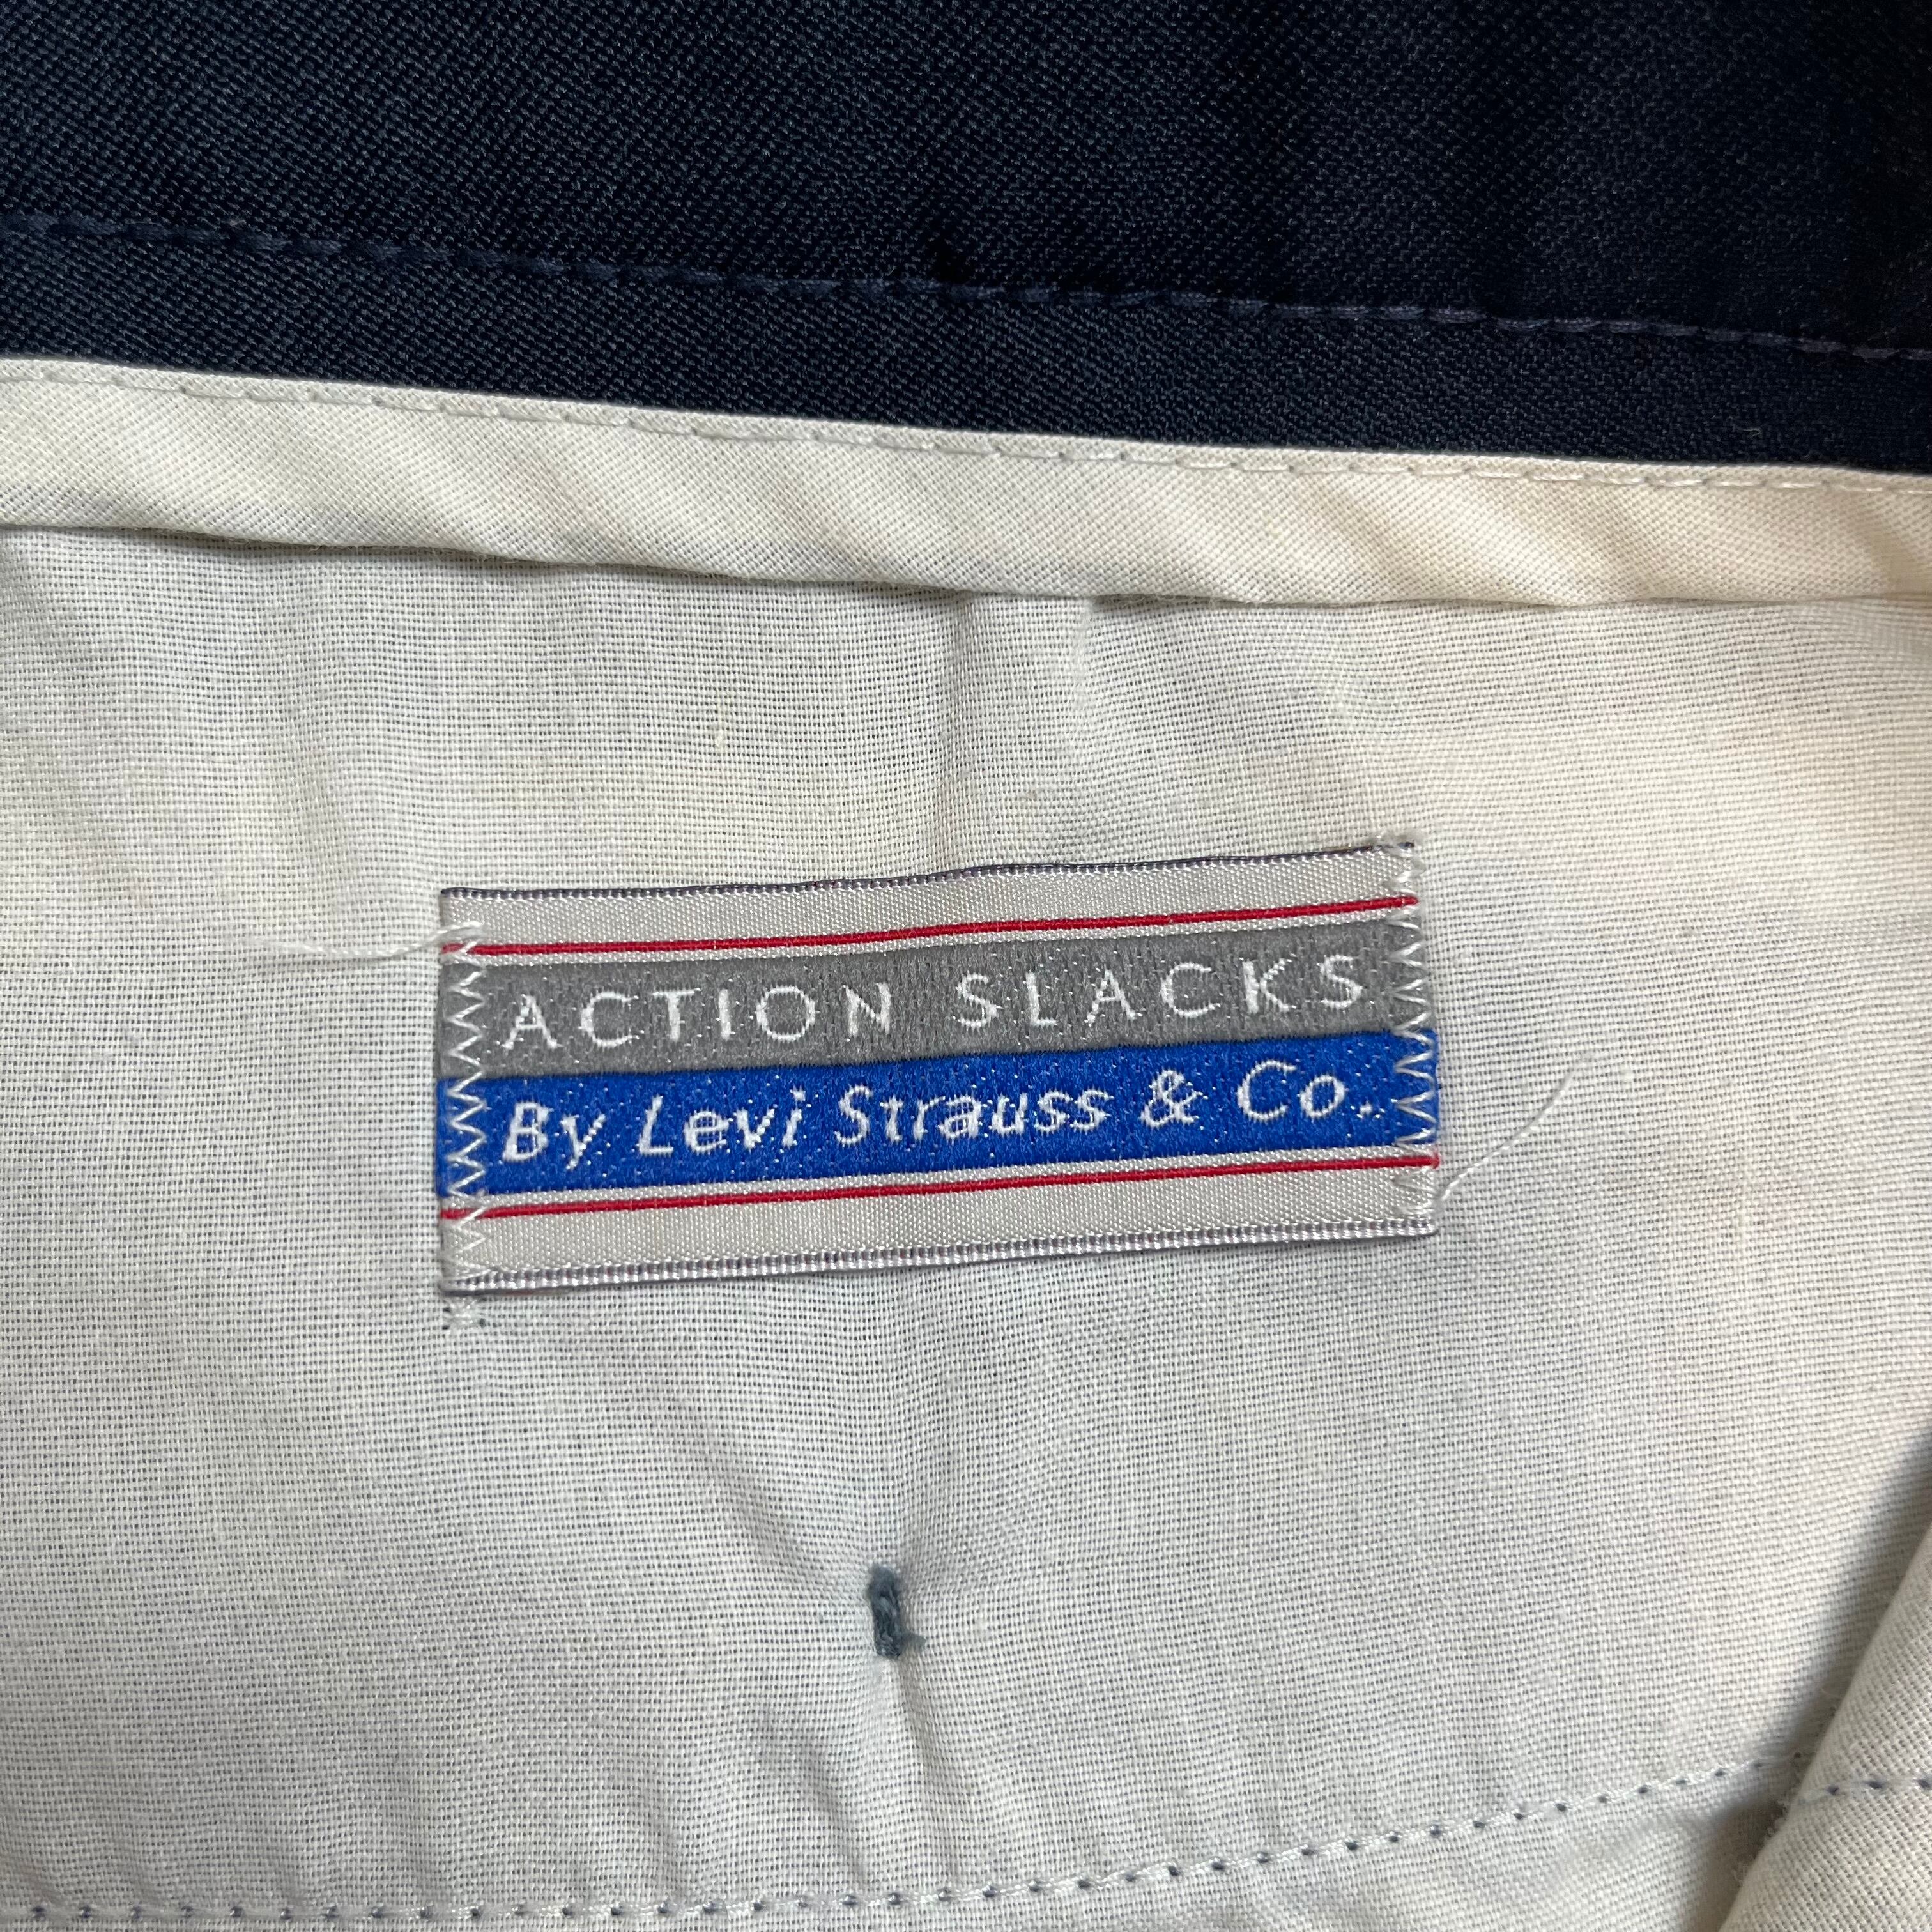 ACTION SLACKS
By Levi Strauss & Co.